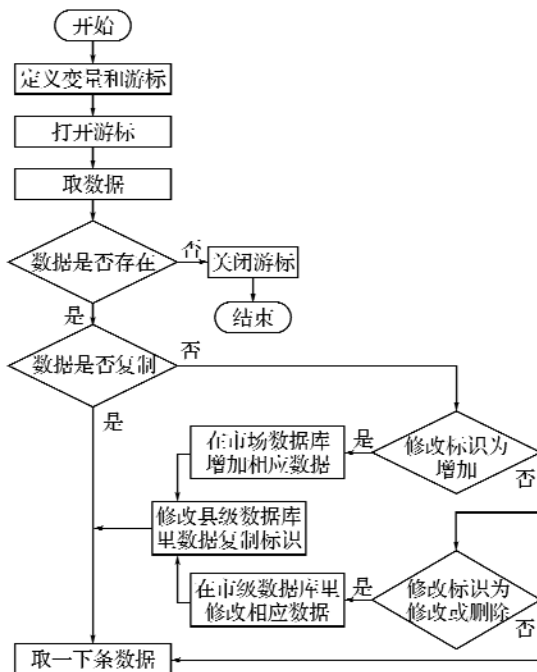 开始
定义变量和游标
打开游标
取数据
数据是否存在
否
关闭游标
结束
是
数据是否复制
否
是
修改标识为
增加
是
否
在市场数据库
增加相应数据
修改县级数据库
里数据复制标识
修改标识为
修改或删除
是
否
在市级数据库里
修改相应数据
取一下条数据